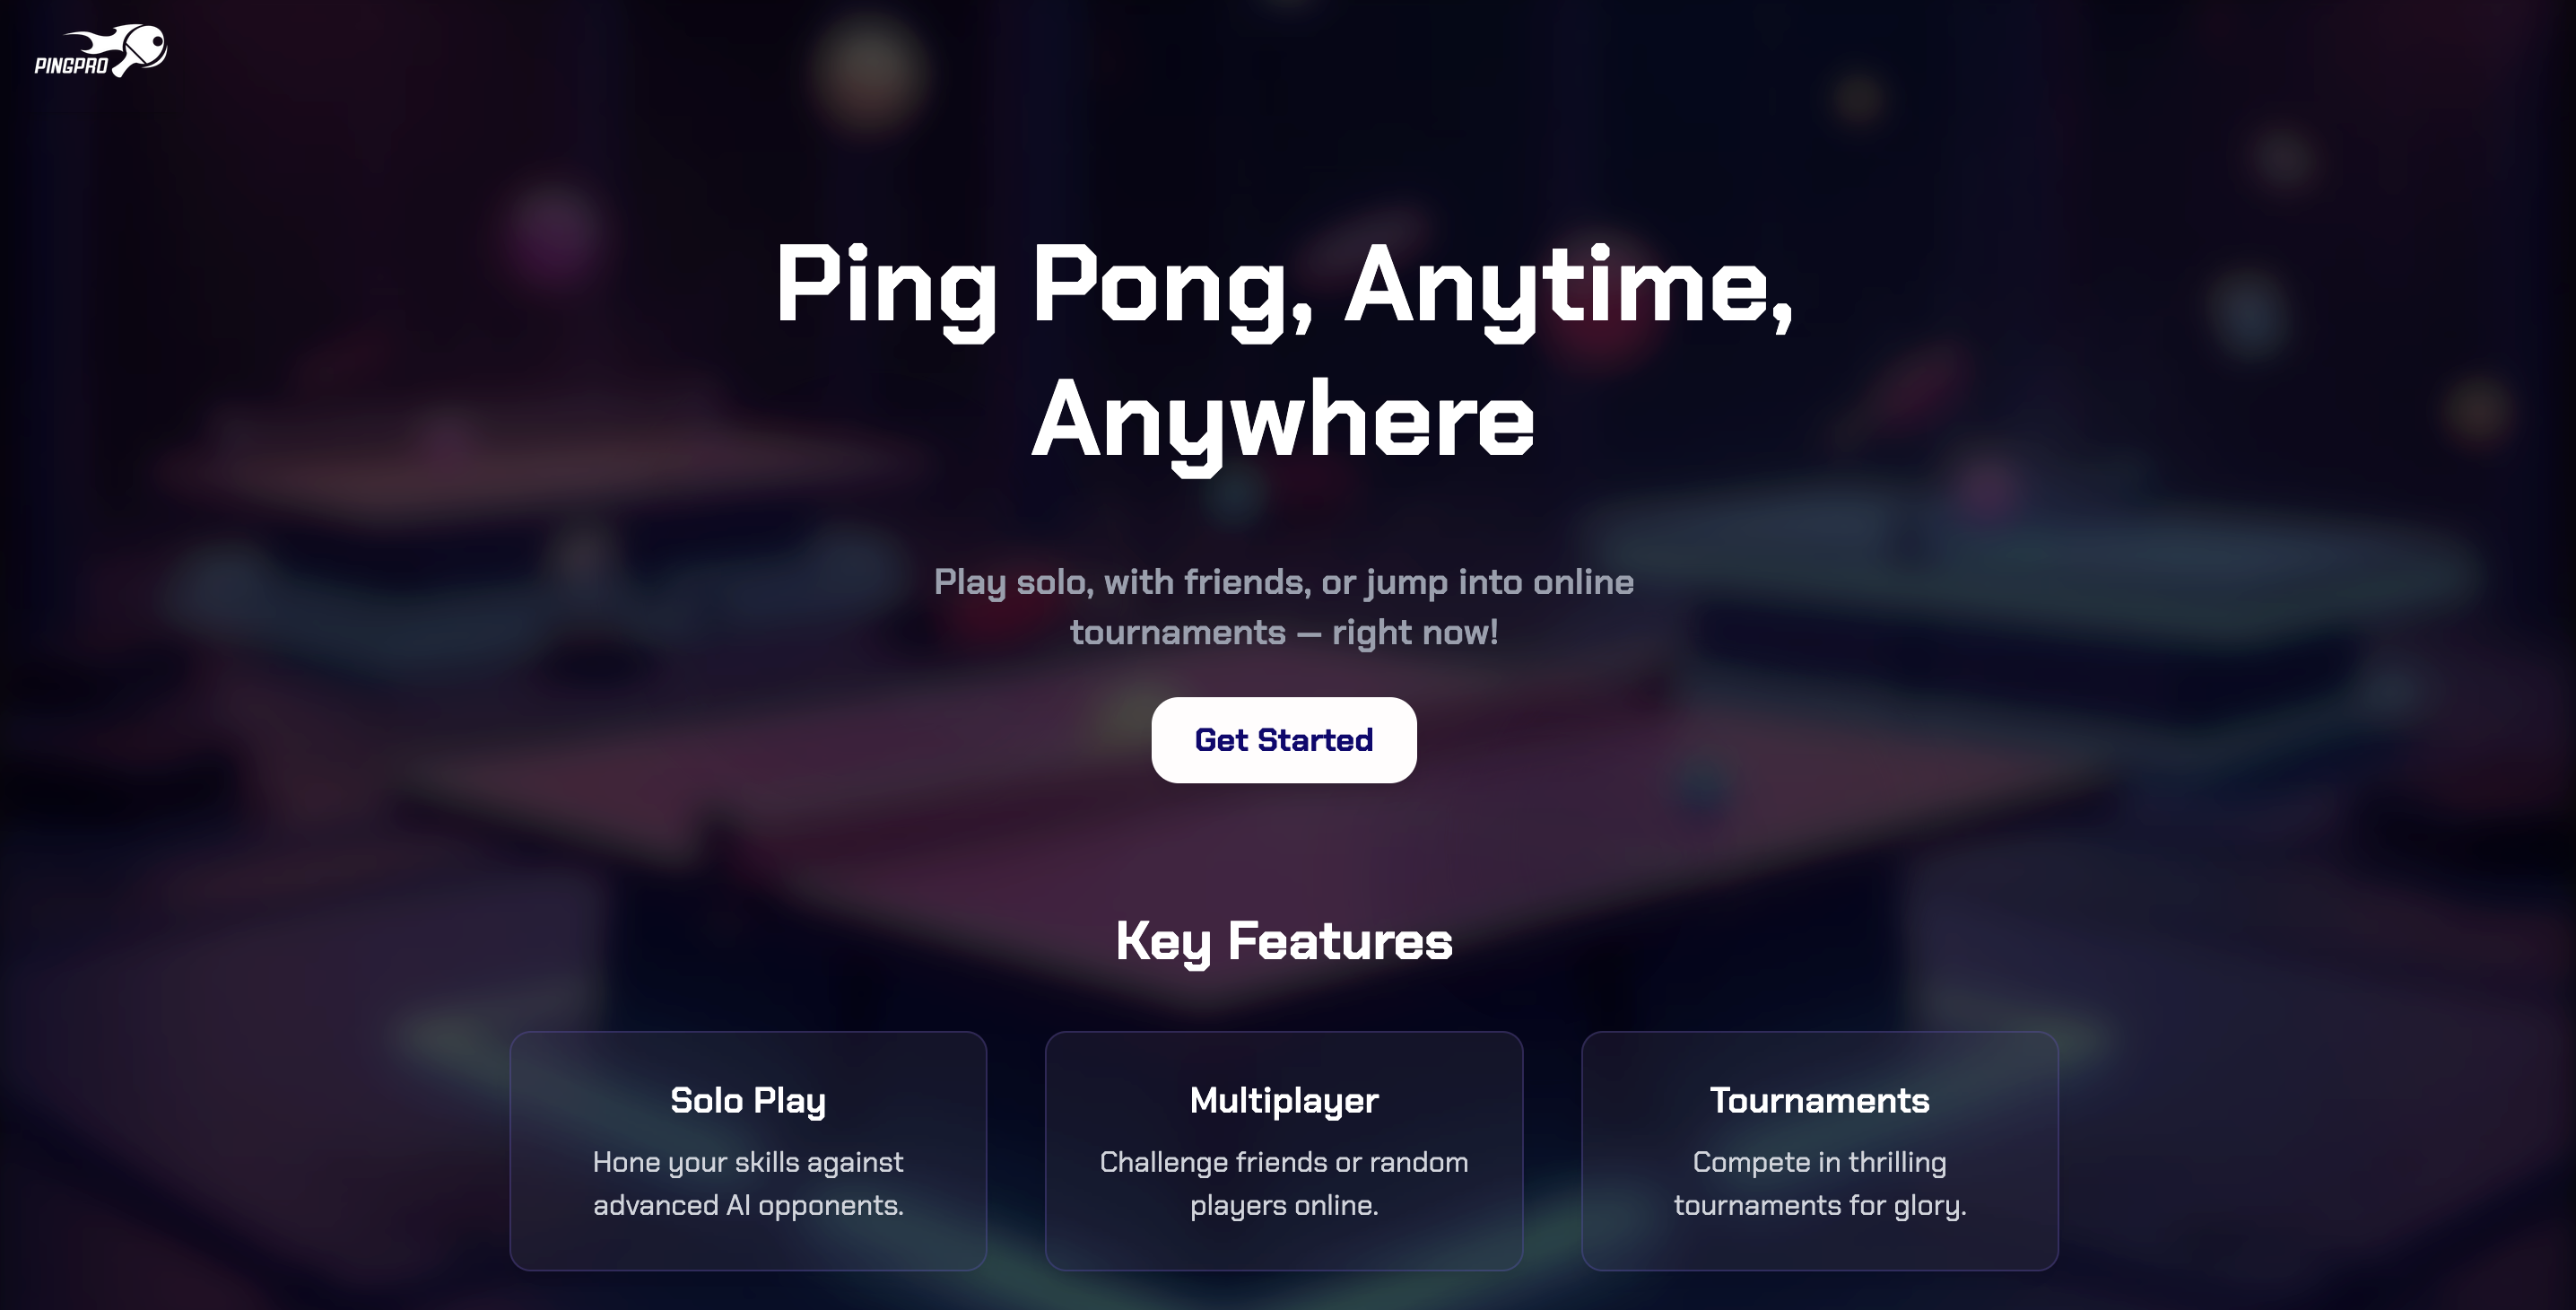 PINGPRO
Ping Pong, Anytime,
Anywhere
Play solo, with friends, or jump into online
tournaments — right now!
Get Started
Key Features
Solo Play
Hone your skills against
advanced AI opponents.
Multiplayer
Challenge friends or random
players online.
Tournaments
Compete in thrilling
tournaments for glory.